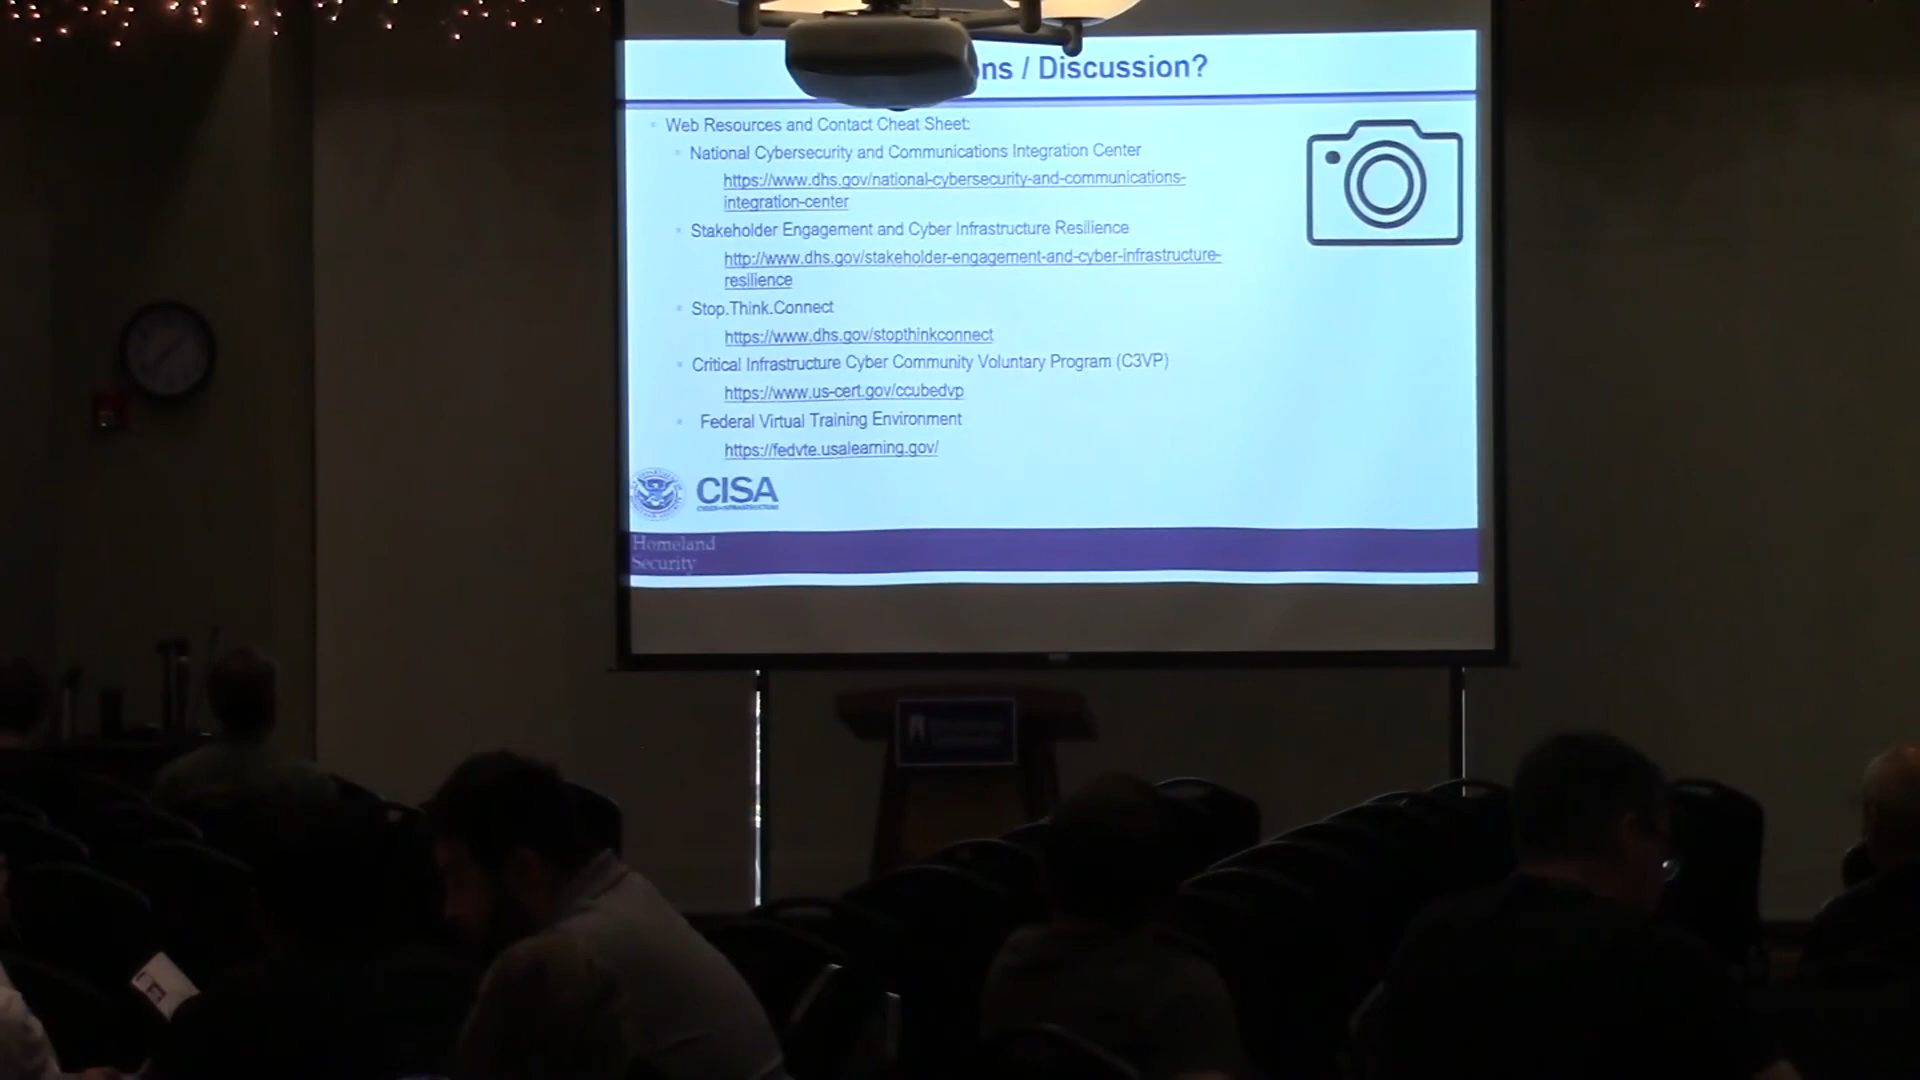 ns / Discussion?
Web Resources and Contact Cheat Sheet:
National Cybersecurity and Communications Integration Center
https://www.dhs.gov/national-cybersecurity-and-communications-
integration-center
Stakeholder Engagement and Cyber Infrastructure Resilience
http://www.dhs.gov/stakeholder-engagement-and-cyber-infrastructure-
resilience
Stop.Think.Connect
https://www.dhs.gov/stopthinkconnect
Critical Infrastructure Cyber Community Voluntary Program (C3VP)
https://www.us-cert.gov/ccubedvp
Federal Virtual Training Environment
https://fedvte.usalearning.gov/
CISA
CYBER+INFRASTRUCTURE
Homeland
Security